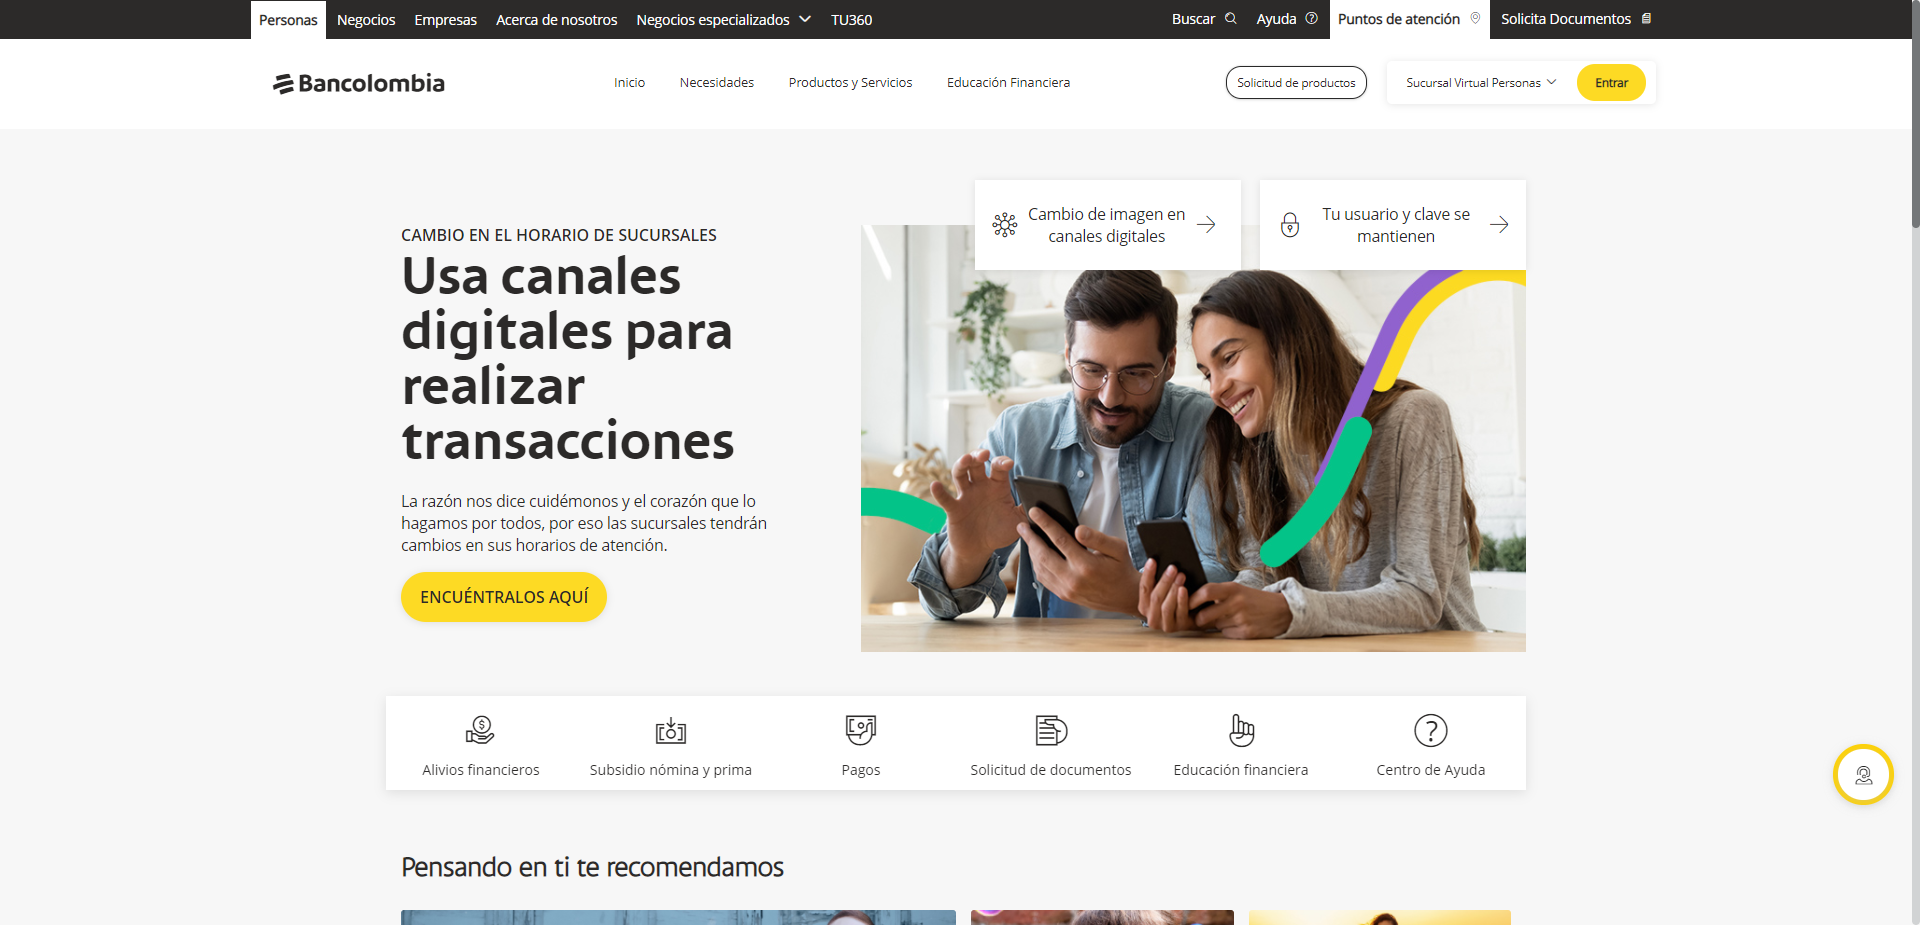 Personas Negocios Empresas Acerca de nosotros Negocios especializados TU360 Buscar Ayuda Puntos de atención Solicita Documentos
Bancolombia Inicio Necesidades Productos y Servicios Educación Financiera Solicitud de productos Sucursal Virtual Personas Entrar
Cambio de imagen en
canales digitales
Tu usuario y clave se
mantienen
CAMBIO EN EL HORARIO DE SUCURSALES
Usa canales
digitales para
realizar
transacciones
La razón nos dice cuidémonos y el corazón que lo
hagamos por todos, por eso las sucursales tendrán
cambios en sus horarios de atención.
ENCUÉNTRALOS AQUÍ
Alivios financieros Subsidio nómina y prima Pagos Solicitud de documentos Educación financiera Centro de Ayuda
Pensando en ti te recomendamos